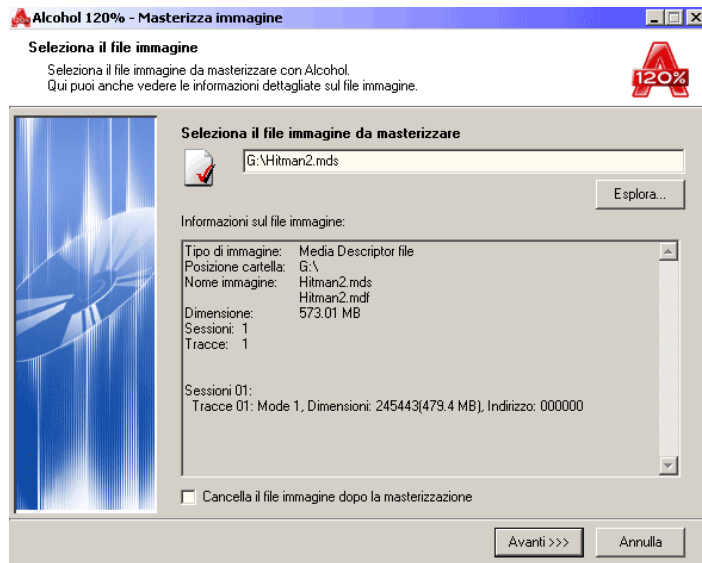 Alcohol 120% - Masterizza immagine
Seleziona il file immagine
Seleziona il file immagine da masterizzare con Alcohol.
Qui puoi anche vedere le informazioni dettagliate sul file immagine.
120%
Seleziona il file immagine da masterizzare
G:\Hitman2.mds
Esplora...
Informazioni sul file immagine:
Tipo di immagine: Media Descriptor file
Posizione cartella: G:\
Nome immagine: Hitman2.mds
Hitman2.mdf
Dimensione: 573.01 MB
Sessioni: 1
Tracce: 1
Sessioni 01:
Tracce 01: Mode 1, Dimensioni: 245443(479.4 MB), Indirizzo: 000000
Cancella il file immagine dopo la masterizzazione
Avanti >>> Annulla